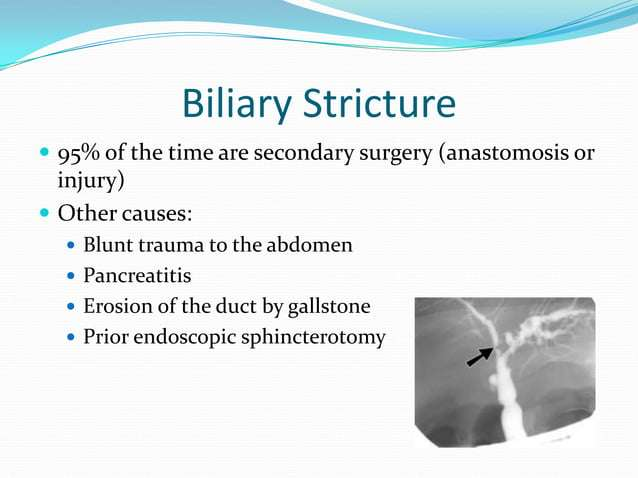 Biliary Stricture
• 95% of the time are secondary surgery (anastomosis or
injury)
• Other causes:
• Blunt trauma to the abdomen
• Pancreatitis
• Erosion of the duct by gallstone
• Prior endoscopic sphincterotomy